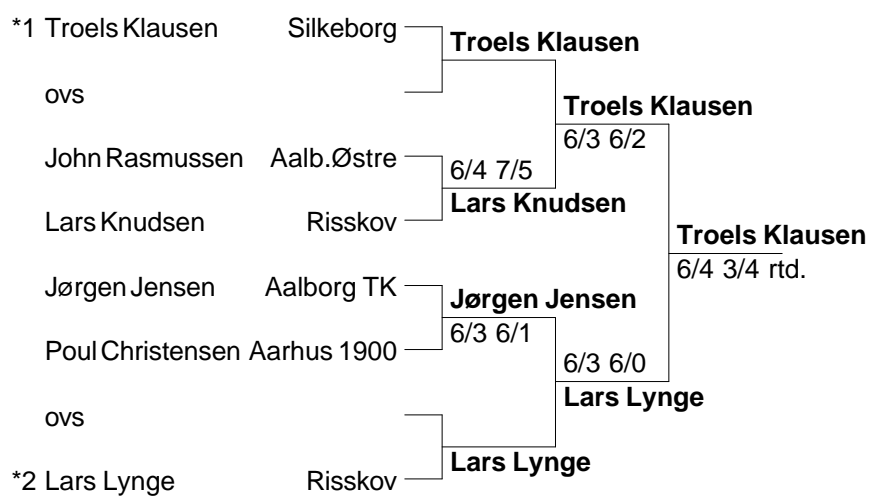 *1 Troels Klausen Silkeborg
Troels Klausen
ovs
Troels Klausen
6/3 6/2
John Rasmussen Aalb.Østre
6/4 7/5
Lars Knudsen
Lars Knudsen Risskov
Troels Klausen
6/4 3/4 rtd.
Jørgen Jensen Aalborg TK
Jørgen Jensen
6/3 6/1
Poul Christensen Aarhus 1900
6/3 6/0
Lars Lynge
ovs
Lars Lynge
*2 Lars Lynge Risskov